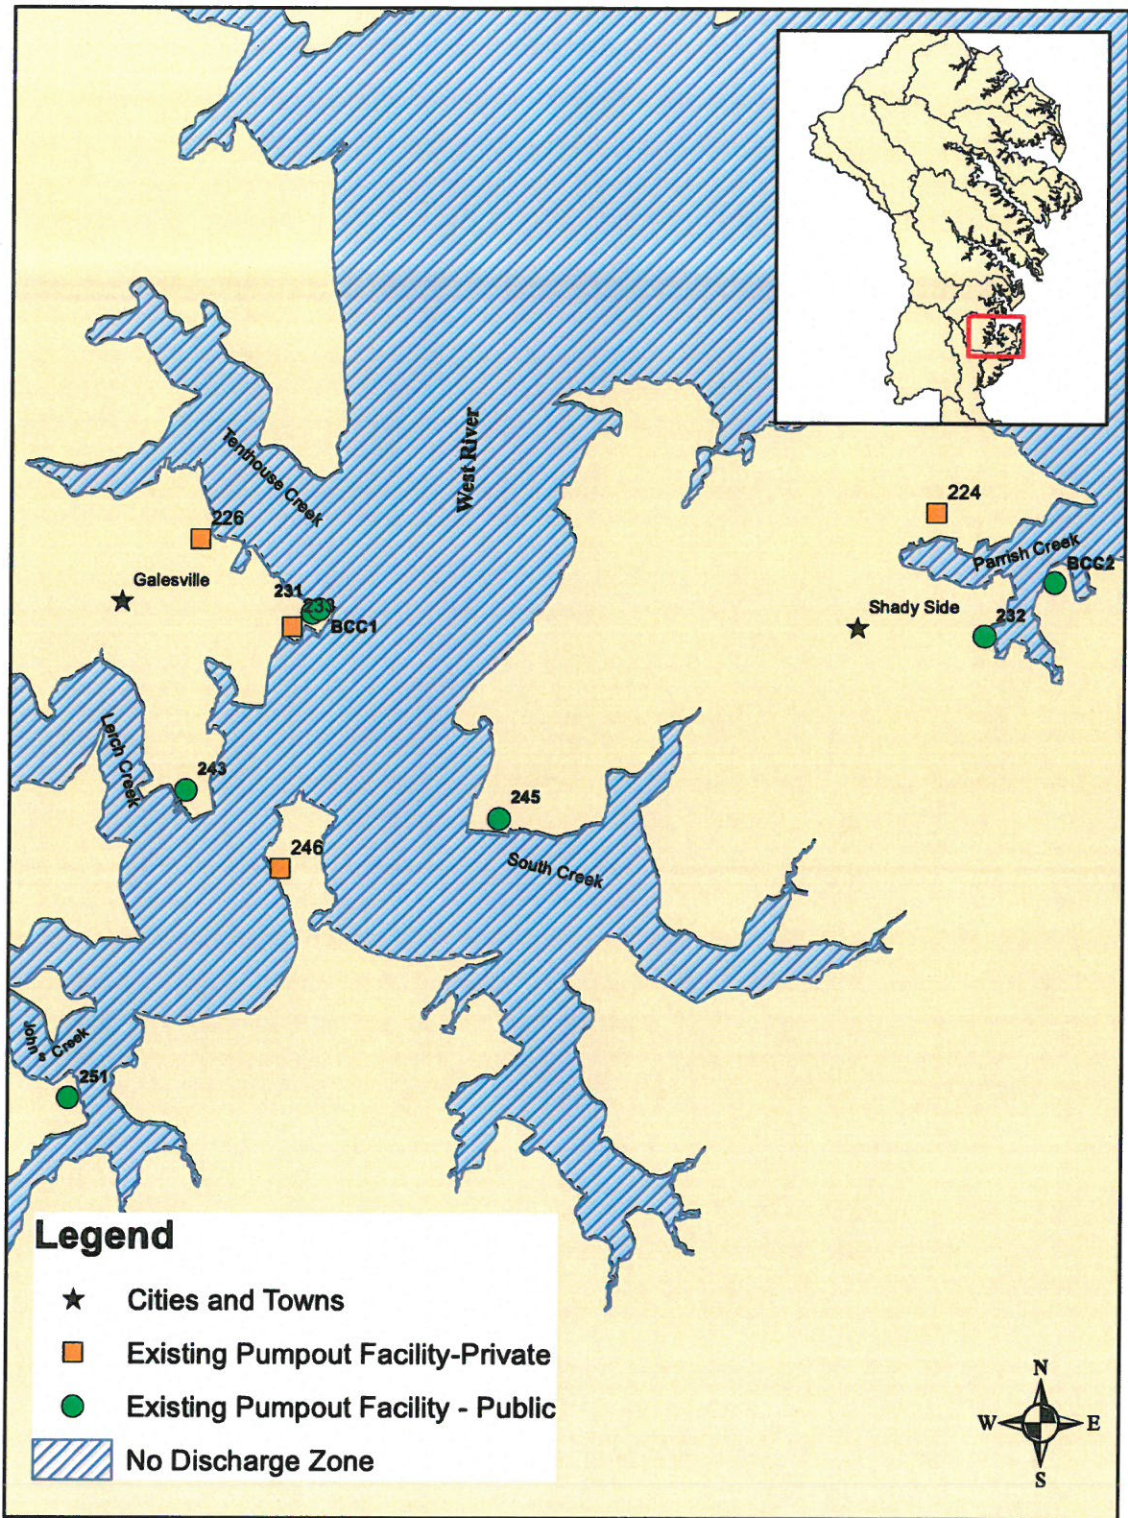 West River
Tenthouse Creek
224
226
Parrish Creek
BCC2
Galesville
231
233
BCC1
Shady Side
232
Lerch Creek
243
245
246
South Creek
John's Creek
251
Legend
Cities and Towns
Existing Pumpout Facility-Private
Existing Pumpout Facility - Public
No Discharge Zone
N
W
E
S